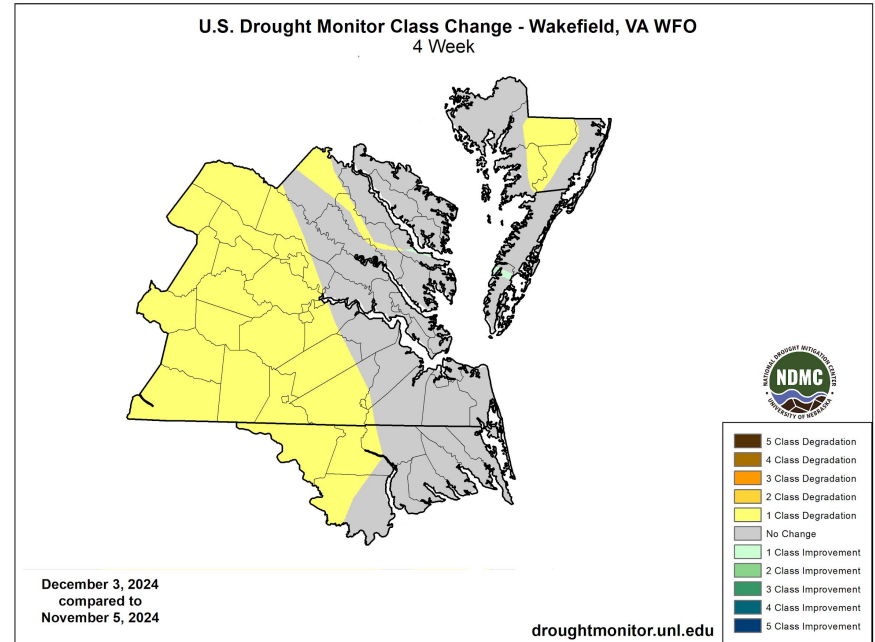 U.S. Drought Monitor Class Change - Wakefield, VA WFO
4 Week
NATIONAL DROUGHT MITIGATION CENTER
NDMC
UNIVERSITY OF NEBRASKA
5 Class Degradation
4 Class Degradation
3 Class Degradation
2 Class Degradation
1 Class Degradation
No Change
1 Class Improvement
2 Class Improvement
3 Class Improvement
4 Class Improvement
5 Class Improvement
December 3, 2024
compared to
November 5, 2024
droughtmonitor.unl.edu